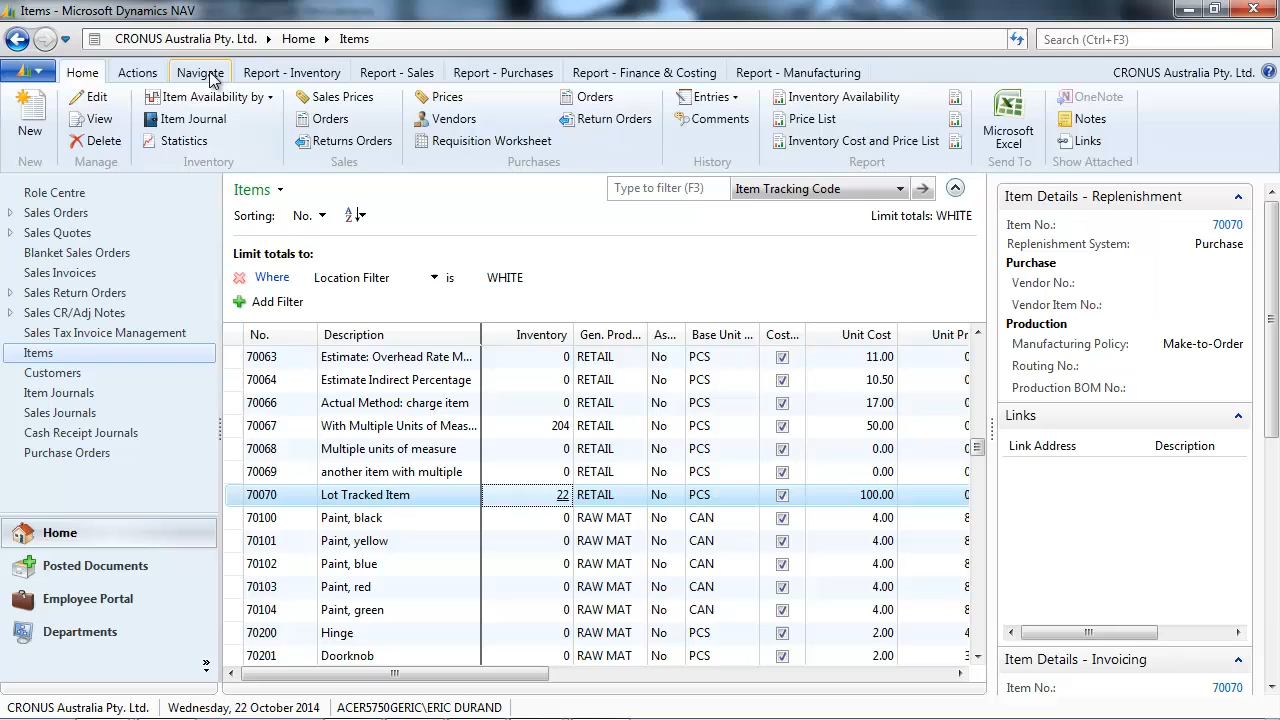 Items - Microsoft Dynamics NAV
CRONUS Australia Pty. Ltd. Home Items Search (Ctrl+F3)
Home Actions Navigate Report - Inventory Report - Sales Report - Purchases Report - Finance & Costing Report - Manufacturing CRONUS Australia Pty. Ltd.
New
Edit
View
Delete
Item Availability by
Item Journal
Statistics
Sales Prices
Orders
Returns Orders
Prices
Vendors
Requisition Worksheet
Orders
Return Orders
Entries
Comments
Inventory Availability
Price List
Inventory Cost and Price List
Microsoft
Excel
OneNote
Notes
Links
New Manage Inventory Sales Purchases History Report Send To Show Attached
Role Centre
Sales Orders
Sales Quotes
Blanket Sales Orders
Sales Invoices
Sales Return Orders
Sales CR/Adj Notes
Sales Tax Invoice Management
Items
Customers
Item Journals
Sales Journals
Cash Receipt Journals
Purchase Orders
Home
Posted Documents
Employee Portal
Departments
Items Type to filter (F3) Item Tracking Code
Sorting: No. Limit totals: WHITE
Limit totals to:
Where Location Filter is WHITE
Add Filter
No. Description Inventory Gen. Prod... As... Base Unit ... Cost... Unit Cost Unit Pr
70063 Estimate: Overhead Rate M... 0 RETAIL No PCS 11.00 0
70064 Estimate Indirect Percentage 0 RETAIL No PCS 10.50 0
70066 Actual Method: charge item 0 RETAIL No PCS 17.00 0
70067 With Multiple Units of Meas... 204 RETAIL No PCS 50.00 0
70068 Multiple units of measure 0 RETAIL No PCS 0.00 0
70069 another item with multiple 0 RETAIL No PCS 0.00 0
70070 Lot Tracked Item 22 RETAIL No PCS 100.00 0
70100 Paint, black 0 RAW MAT No CAN 4.00 8
70101 Paint, yellow 0 RAW MAT No CAN 4.00 8
70102 Paint, blue 0 RAW MAT No CAN 4.00 8
70103 Paint, red 0 RAW MAT No CAN 4.00 8
70104 Paint, green 0 RAW MAT No CAN 4.00 8
70200 Hinge 0 RAW MAT No PCS 2.00 4
70201 Doorknob 0 RAW MAT No PCS 2.00 3
Item Details - Replenishment
Item No.: 70070
Replenishment System: Purchase
Purchase
Vendor No.:
Vendor Item No.:
Production
Manufacturing Policy: Make-to-Order
Routing No.:
Production BOM No.:
Links
Link Address Description
Item Details - Invoicing
Item No.: 70070
CRONUS Australia Pty. Ltd. Wednesday, 22 October 2014 ACER5750GERIC\ERIC DURAND